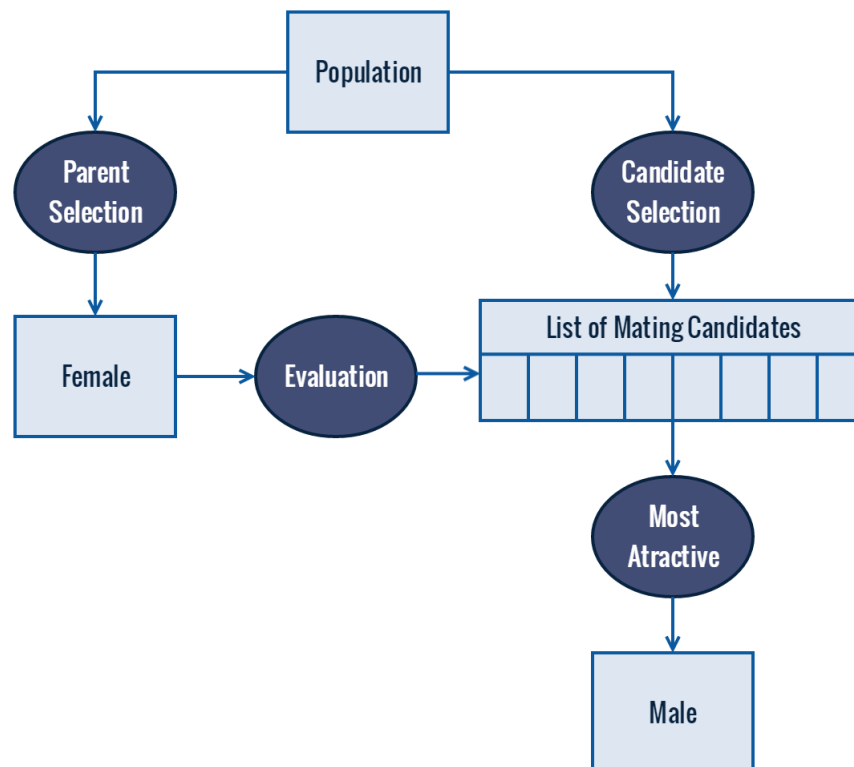 Population
Parent
Selection
Candidate
Selection
List of Mating Candidates
Female
Evaluation
Most
Atractive
Male